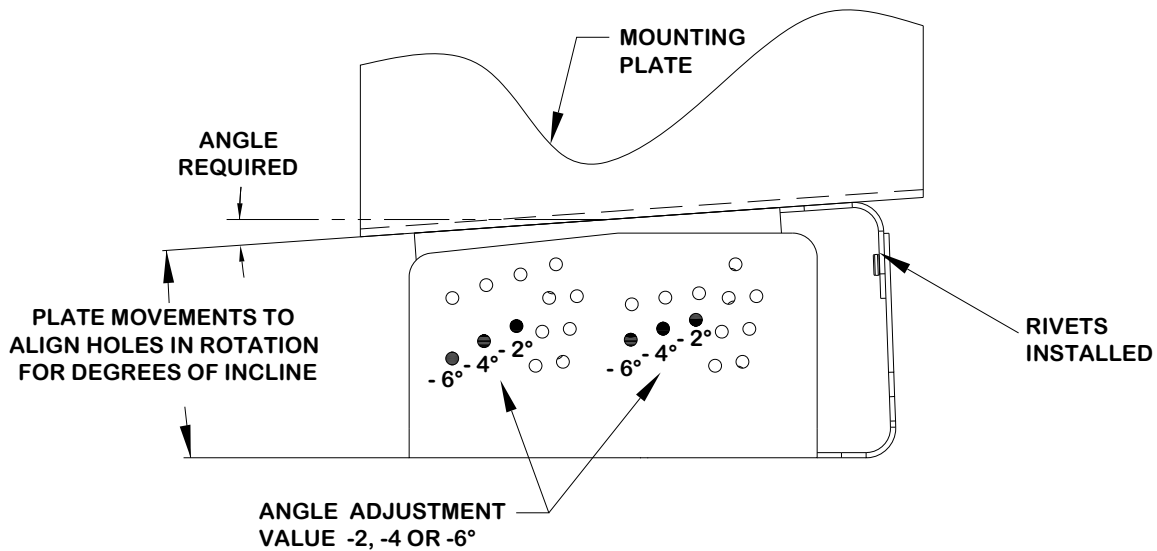 MOUNTING
PLATE
ANGLE
REQUIRED
PLATE MOVEMENTS TO
ALIGN HOLES IN ROTATION
FOR DEGREES OF INCLINE
- 6° - 4° - 2°
- 6° - 4° - 2°
RIVETS
INSTALLED
ANGLE ADJUSTMENT
VALUE -2, -4 OR -6°